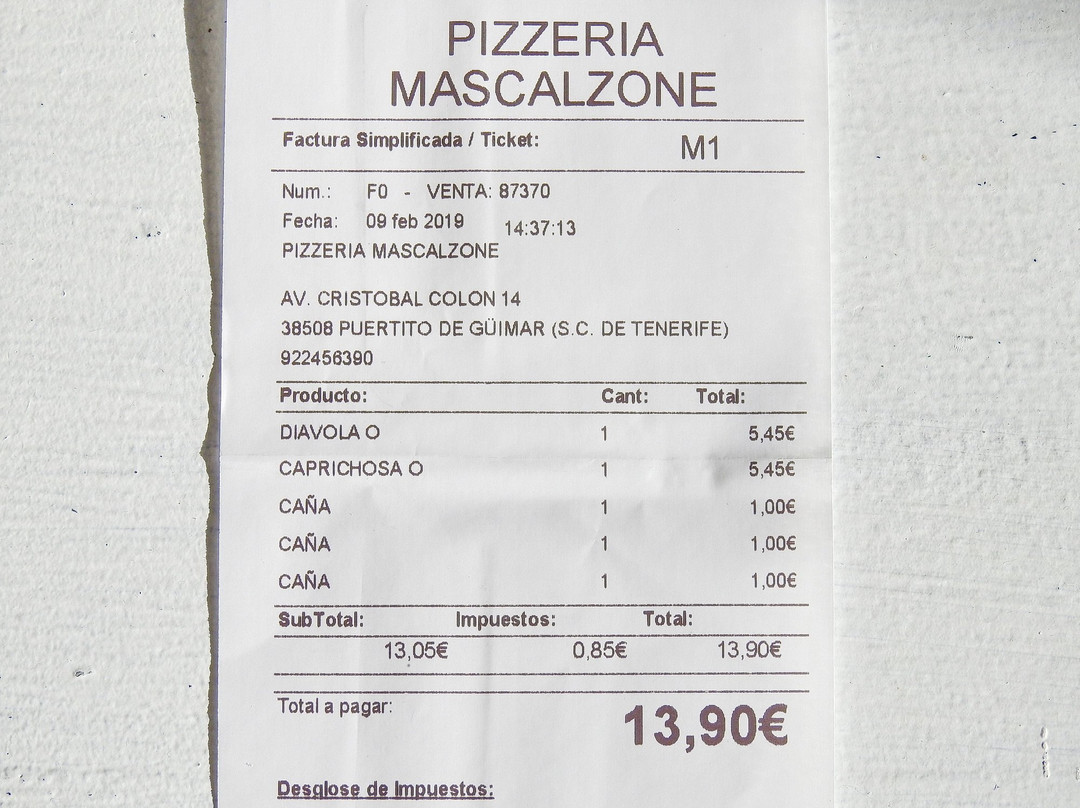 PIZZERIA
MASCALZONE
Factura Simplificada / Ticket: M1
Num.: F0 - VENTA: 87370
Fecha: 09 feb 2019 14:37:13
PIZZERIA MASCALZONE
AV. CRISTOBAL COLON 14
38508 PUERTITO DE GÜIMAR (S.C. DE TENERIFE)
922456390
Producto: Cant: Total:
DIAVOLA O 1 5,45€
CAPRICHOSA O 1 5,45€
CAÑA 1 1,00€
CAÑA 1 1,00€
CAÑA 1 1,00€
SubTotal: Impuestos: Total:
13,05€ 0,85€ 13,90€
Total a pagar: 13,90€
Desglose de Impuestos: